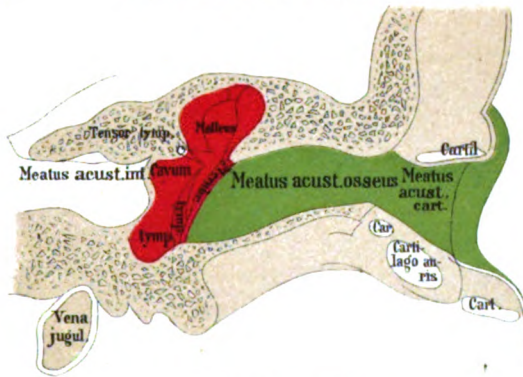 Tensor tymp.
Malleus
Meatus acust. int
Cavum
tymp.
Membr.
tymp.
Meatus acust. osseus
Meatus
acust.
cart.
Cartil
Car.
Carti-
lago au-
ris
Cart.
Vena
jugul.